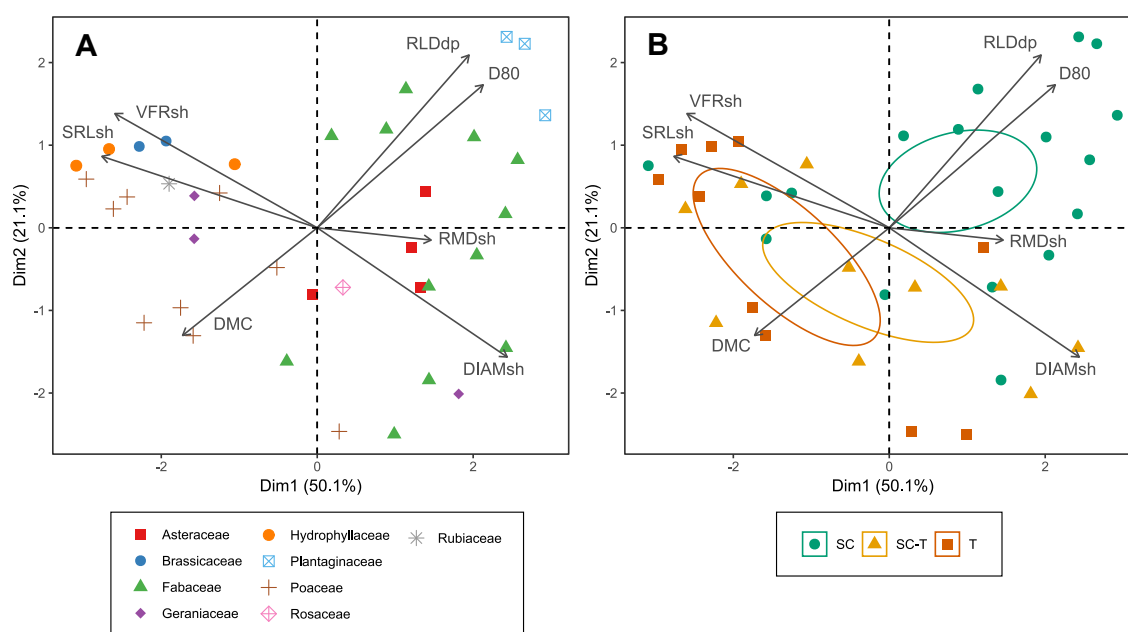 A
RLDdp
D80
VFRsh
SRLsh
RMDsh
DMC
DIAMsh
2
1
0
-1
-2
-2
0
2
Dim2 (21.1%)
Dim1 (50.1%)
Asteraceae
Brassicaceae
Fabaceae
Geraniaceae
Hydrophyllaceae
Plantaginaceae
Poaceae
Rosaceae
Rubiaceae
B
RLDdp
D80
VFRsh
SRLsh
RMDsh
DMC
DIAMsh
2
1
0
-1
-2
-2
0
2
Dim2 (21.1%)
Dim1 (50.1%)
SC
SC-T
T